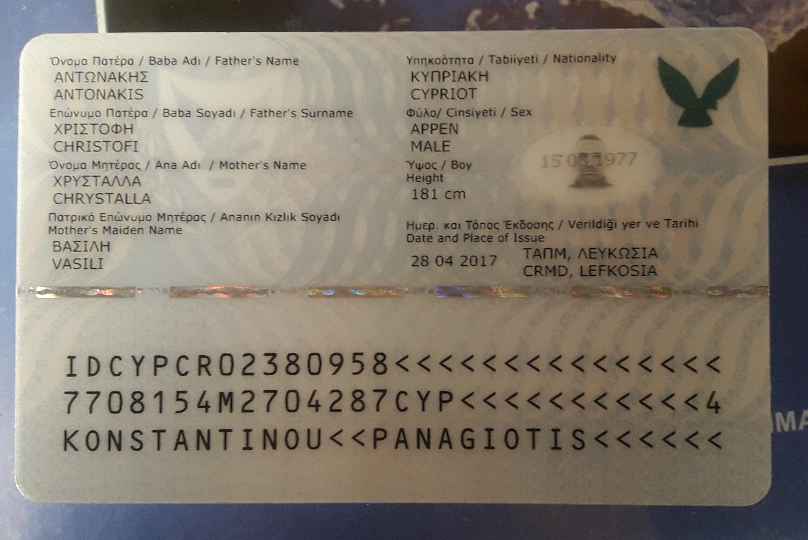 Όνομα Πατέρα / Baba Adı / Father's Name
ΑΝΤΩΝΑΚΗΣ
ANTONAKIS
Επώνυμο Πατέρα / Baba Soyadı / Father's Surname
ΧΡΙΣΤΟΦΗ
CHRISTOFI
Όνομα Μητέρας / Ana Adı / Mother's Name
ΧΡΥΣΤΑΛΛΑ
CHRYSTALLA
Πατρικό Επώνυμο Μητέρας / Ananın Kızlık Soyadı
Mother's Maiden Name
ΒΑΣΙΛΗ
VASILI
Υπηκοότητα / Tabiiyeti / Nationality
ΚΥΠΡΙΑΚΗ
CYPRIOT
Φύλο/ Cinsiyeti / Sex
ΑΡΡΕΝ
MALE
Ύψος / Boy
Height
181 cm
15 1977
Ημερ. και Τόπος Έκδοσης / Verildiği yer ve Tarihi
Date and Place of Issue
28 04 2017
ΤΑΠΜ, ΛΕΥΚΩΣΙΑ
CRMD, LEFKOSIA
IDCYPCR02380958<<<<<<<<<<<<<<<
7708154M2704287CYP<<<<<<<<<<<4
KONSTANTINOU<<PANAGIOTIS<<<<<<